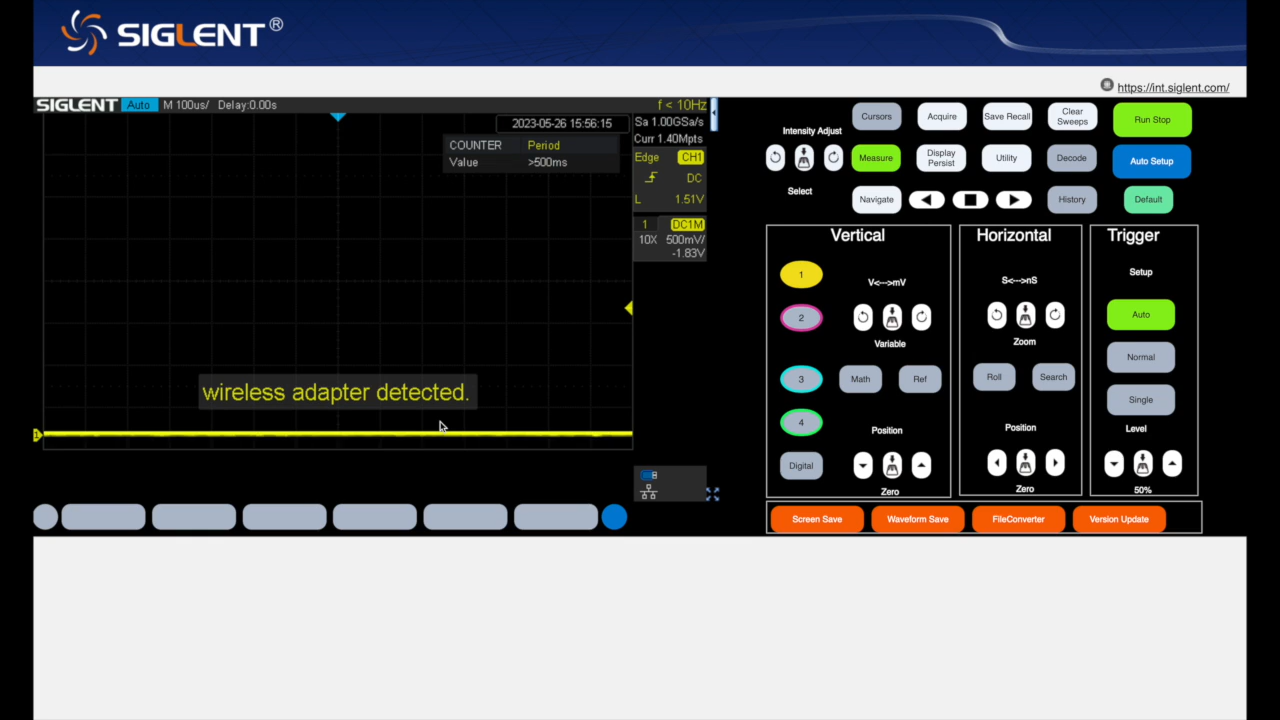 SIGLENT®
https://int.siglent.com/
SIGLENT Auto M 100us/ Delay:0.00s f < 10Hz
2023-05-26 15:56:15
Sa 1.00GSa/s
Curr 1.40Mpts
COUNTER Period
Value >500ms
Edge CH1
DC
L 1.51V
1 DC1M
10X 500mV/
-1.83V
wireless adapter detected.
1
Intensity Adjust
Select
Cursors
Acquire
Save Recall
Clear
Sweeps
Run Stop
Measure
Display
Persist
Utility
Decode
Auto Setup
Navigate
History
Default
Vertical
1
2
3
4
Digital
V<--->mV
Variable
Math
Ref
Position
Zero
Horizontal
S<--->nS
Zoom
Roll
Search
Position
Zero
Trigger
Setup
Auto
Normal
Single
Level
50%
Screen Save
Waveform Save
FileConverter
Version Update